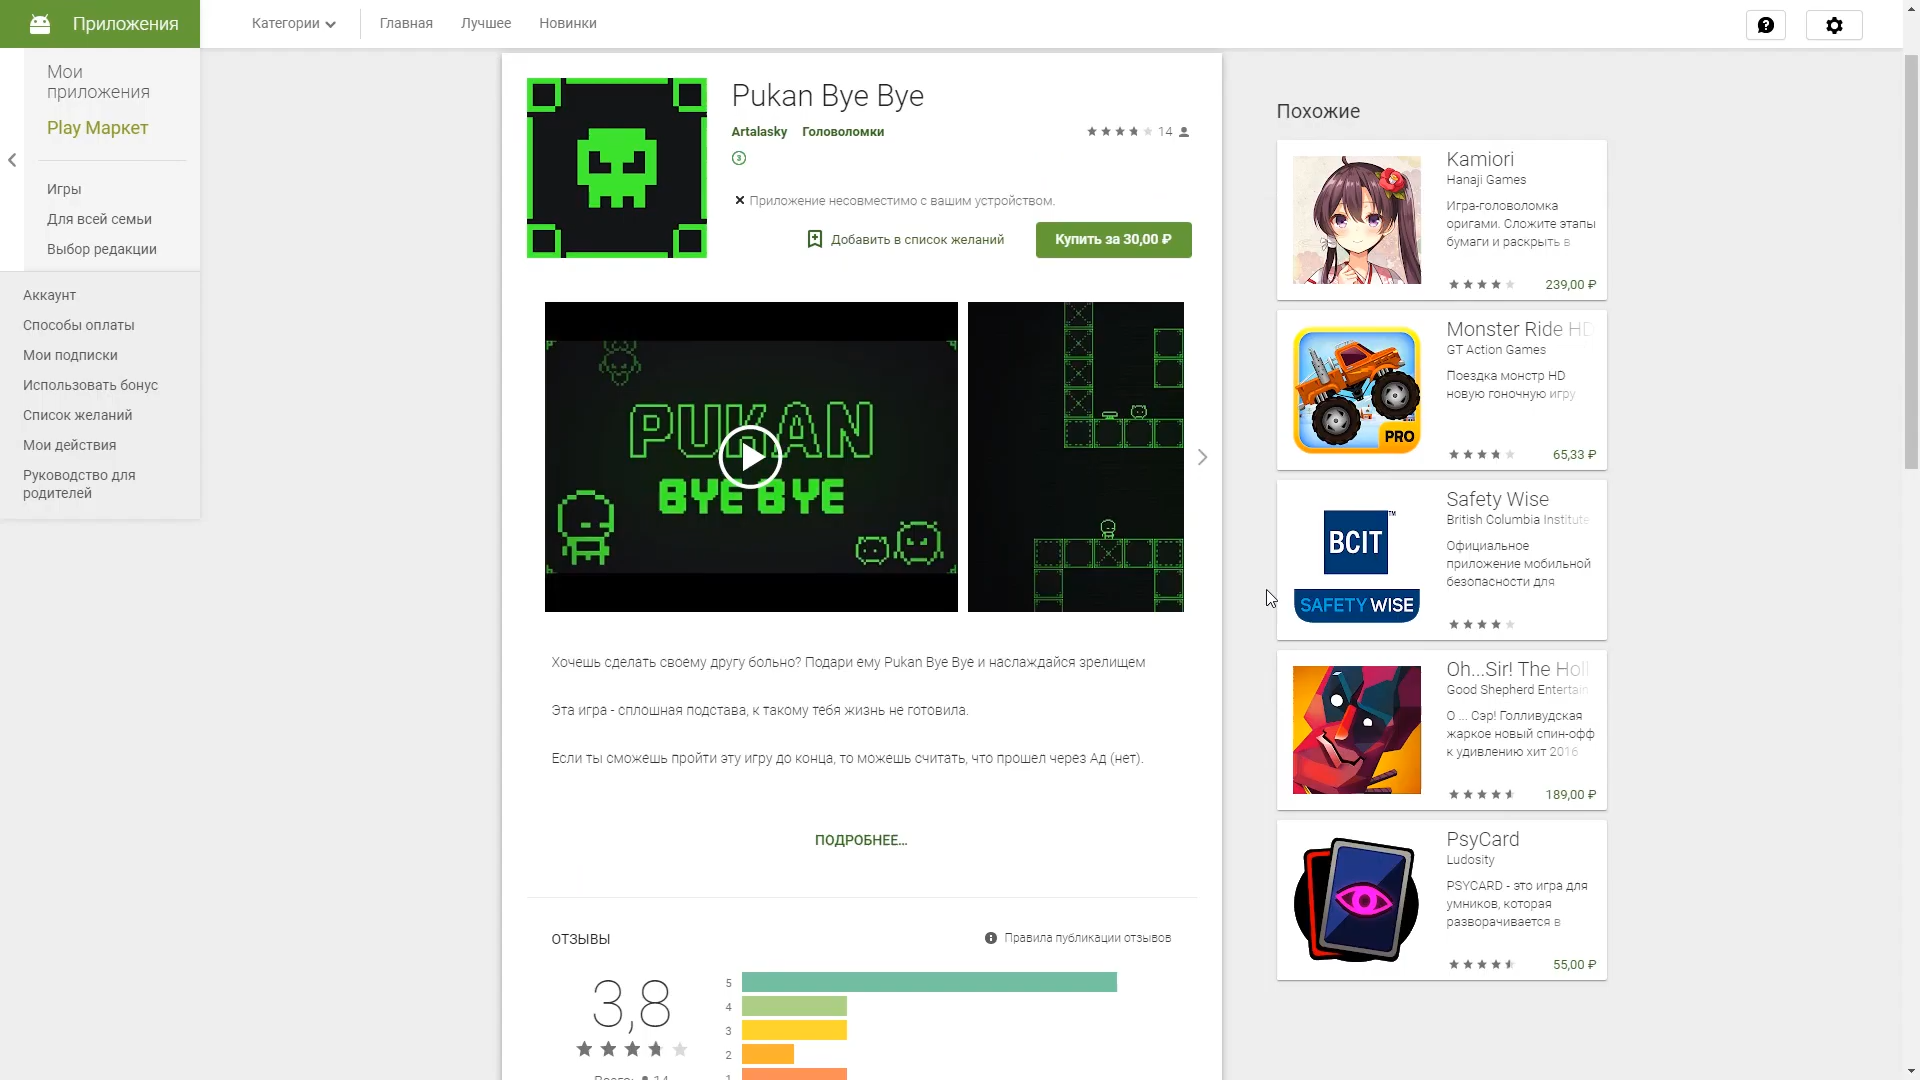 Приложения
Категории
Главная
Лучшее
Новинки
Мои
приложения
Play Маркет
Игры
Для всей семьи
Выбор редакции
Аккаунт
Способы оплаты
Мои подписки
Использовать бонус
Список желаний
Мои действия
Руководство для
родителей
Pukan Bye Bye
Artalasky Головоломки
14
3
Приложение несовместимо с вашим устройством.
Добавить в список желаний
Купить за 30,00 ₽
PUKAN
BYE BYE
Хочешь сделать своему другу больно? Подари ему Pukan Bye Bye и наслаждайся зрелищем
Эта игра - сплошная подстава, к такому тебя жизнь не готовила.
Если ты сможешь пройти эту игру до конца, то можешь считать, что прошел через Ад (нет).
ПОДРОБНЕЕ...
ОТЗЫВЫ
Правила публикации отзывов
3,8
5
4
3
2
1
Всего: 14
Похожие
Kamiori
Hanaji Games
Игра-головоломка
оригами. Сложите этапы
бумаги и раскрыть в
239,00 ₽
Monster Ride HD
GT Action Games
Поездка монстр HD
новую гоночную игру
PRO
65,33 ₽
Safety Wise
British Columbia Institute
Официальное
приложение мобильной
безопасности для
BCIT
TM
SAFETY WISE
Oh...Sir! The Holl
Good Shepherd Entertain
О ... Сэр! Голливудская
жаркое новый спин-офф
к удивлению хит 2016
189,00 ₽
PsyCard
Ludosity
PSYCARD - это игра для
умников, которая
разворачивается в
55,00 ₽